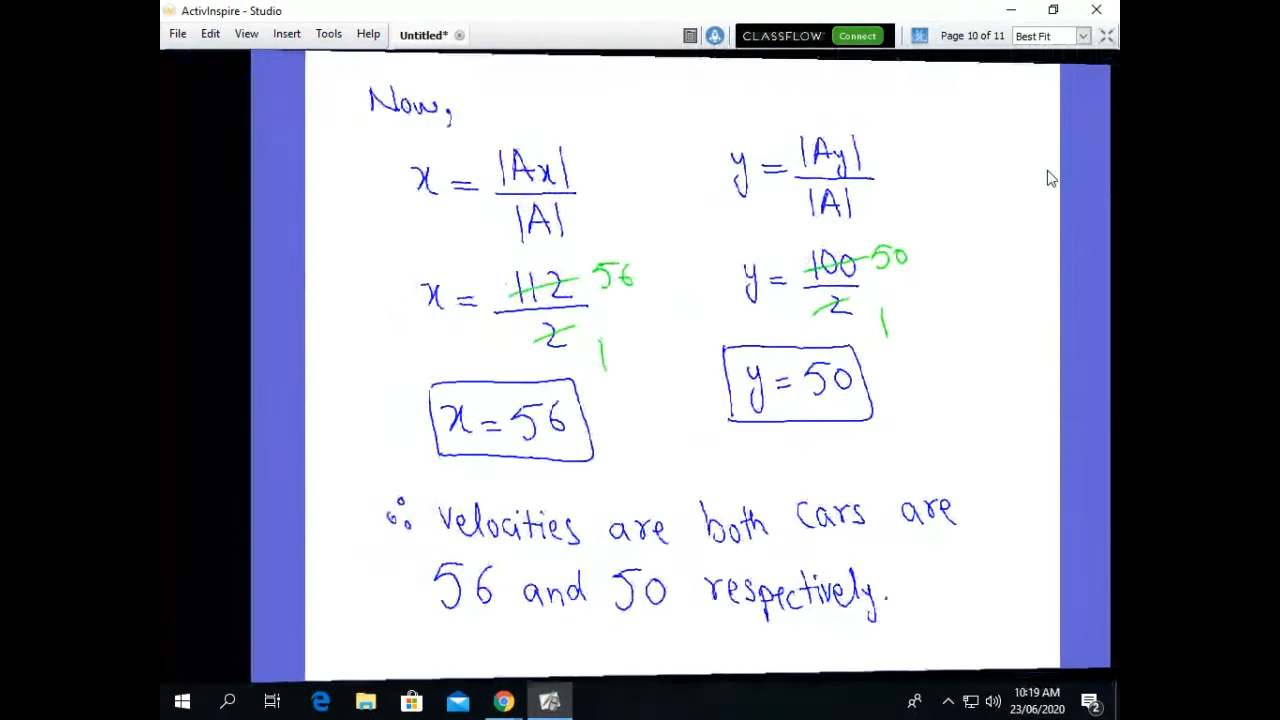 ActivInspire - Studio
File Edit View Insert Tools Help Untitled* CLASSFLOW Connect Page 10 of 11 Best Fit
Now,
x = |Ax| / |A|
y = |Ay| / |A|
x = 112 / 2 56 1
y = 100 / 2 50 1
x = 56
y = 50
∴ velocities are both cars are
56 and 50 respectively.
10:19 AM
23/06/2020
2